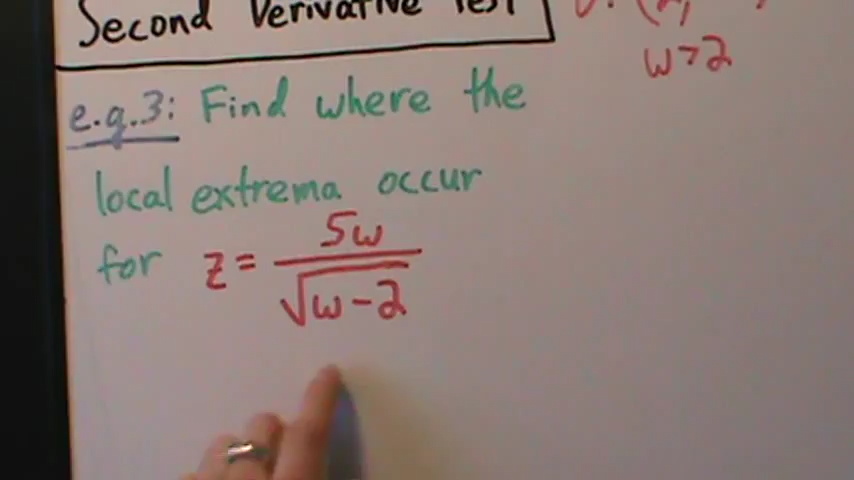 Second Derivative Test
w>2
e.g.3: Find where the
local extrema occur
for z = 5w / √(w-2)